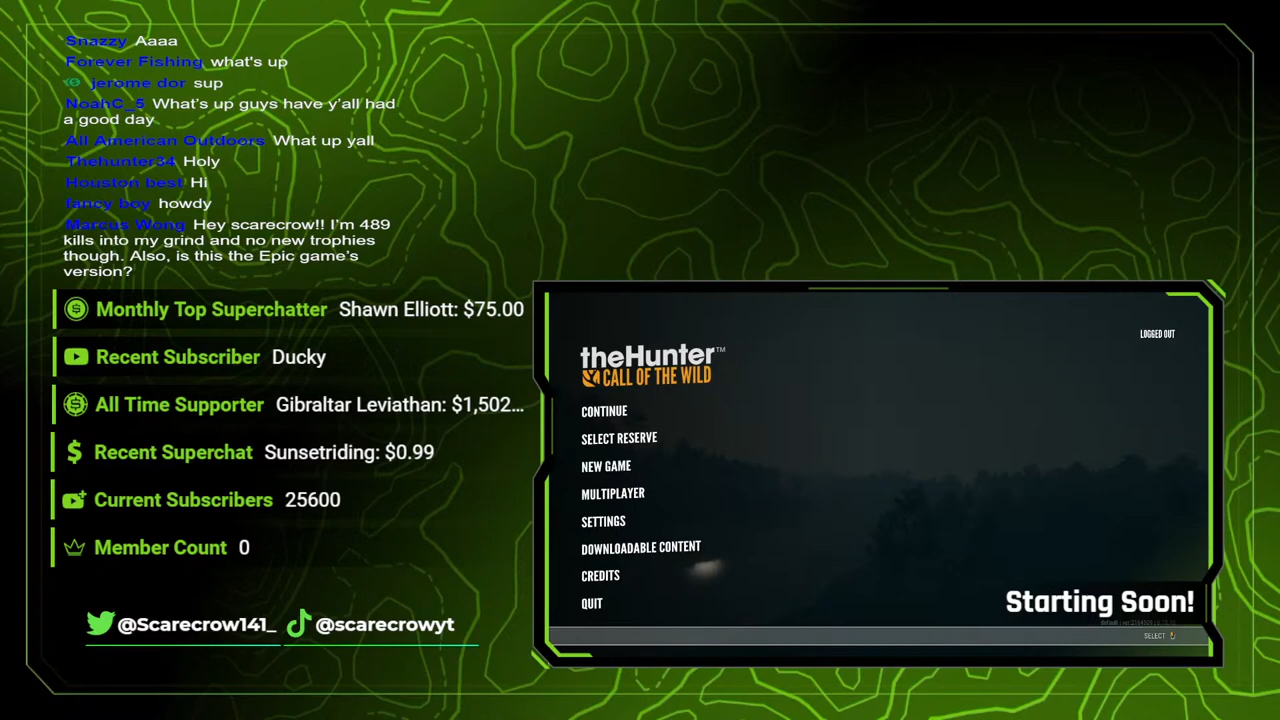 Snazzy Aaaa
Forever Fishing what's up
jerome dor sup
NoahC_5 What's up guys have y'all had
a good day
All American Outdoors What up yall
Thehunter34 Holy
Houston best Hi
fancy boy howdy
Marcus Wong Hey scarecrow!! I'm 489
kills into my grind and no new trophies
though. Also, is this the Epic game's
version?
Monthly Top Superchatter Shawn Elliott: $75.00
Recent Subscriber Ducky
All Time Supporter Gibraltar Leviathan: $1,502...
Recent Superchat Sunsetriding: $0.99
Current Subscribers 25600
Member Count 0
@Scarecrow141_ @scarecrowyt
LOGGED OUT
theHunter™
CALL OF THE WILD
CONTINUE
SELECT RESERVE
NEW GAME
MULTIPLAYER
SETTINGS
DOWNLOADABLE CONTENT
CREDITS
QUIT
Starting Soon!
SELECT